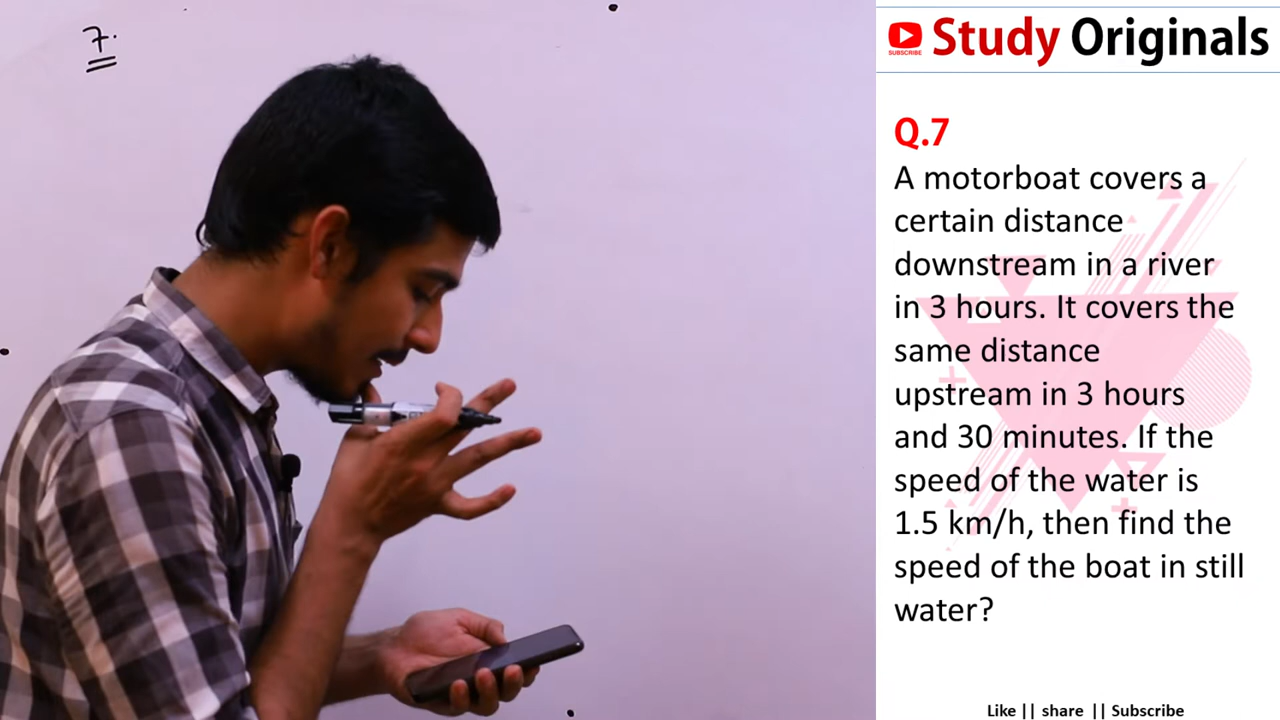 7.
SUBSCRIBE
Study Originals
Q.7
A motorboat covers a
certain distance
downstream in a river
in 3 hours. It covers the
same distance
upstream in 3 hours
and 30 minutes. If the
speed of the water is
1.5 km/h, then find the
speed of the boat in still
water?
Like || share || Subscribe